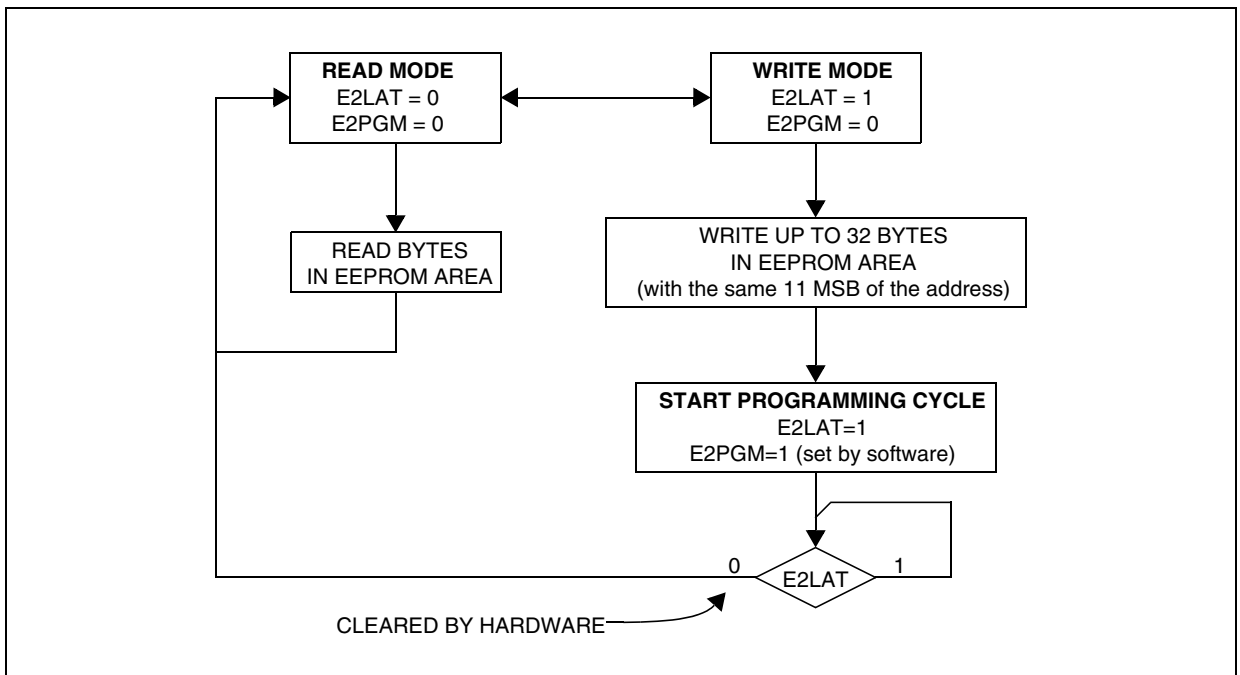 READ MODE
E2LAT = 0
E2PGM = 0
WRITE MODE
E2LAT = 1
E2PGM = 0
READ BYTES
IN EEPROM AREA
WRITE UP TO 32 BYTES
IN EEPROM AREA
(with the same 11 MSB of the address)
START PROGRAMMING CYCLE
E2LAT=1
E2PGM=1 (set by software)
0
E2LAT
1
CLEARED BY HARDWARE